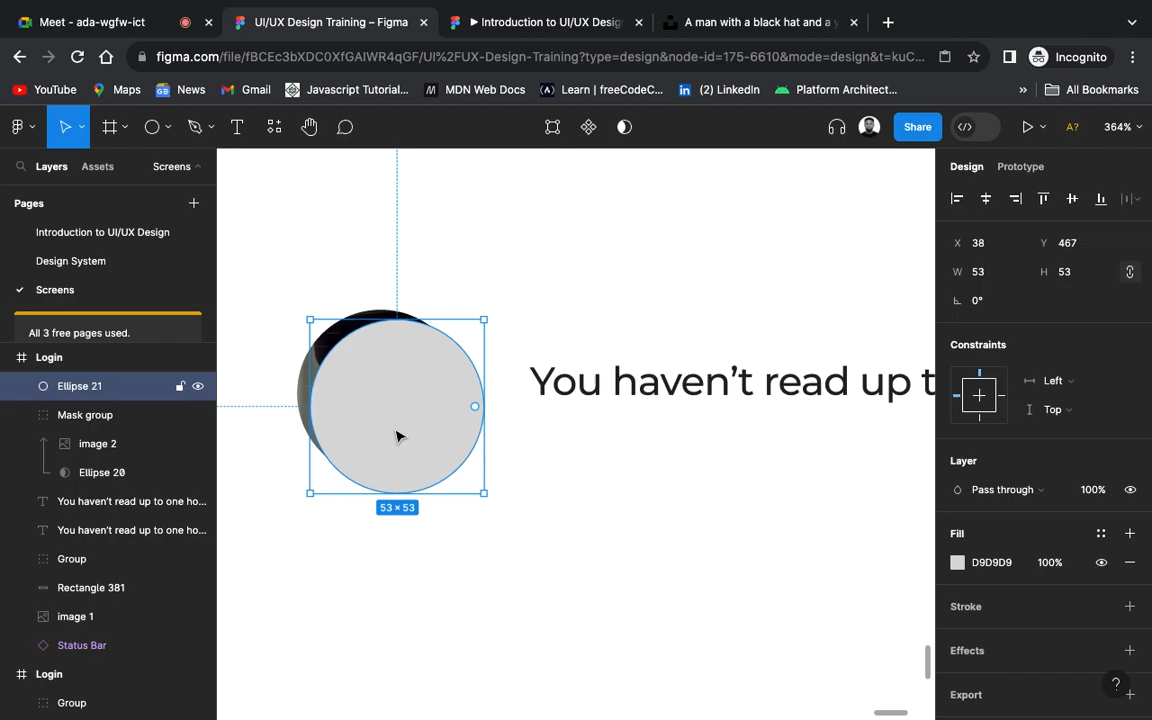 Meet - ada-wgfw-ict
UI/UX Design Training – Figma
Introduction to UI/UX Desig
A man with a black hat and a
figma.com/file/fBCEc3bXDC0XfGAIWR4qGF/UI%2FUX-Design-Training?type=design&node-id=175-6610&mode=design&t=kuC...
Incognito
YouTube Maps News Gmail Javascript Tutorial... MDN Web Docs Learn | freeCodeC... (2) LinkedIn Platform Architect... » All Bookmarks
Share A? 364%
Layers Assets Screens
Pages
Introduction to UI/UX Design
Design System
Screens
All 3 free pages used.
Login
Ellipse 21
Mask group
image 2
Ellipse 20
You haven't read up to one ho...
You haven't read up to one ho...
Group
Rectangle 381
image 1
Status Bar
Login
Group
You haven't read up t
53 × 53
Design Prototype
X 38 Y 467
W 53 H 53
0°
Constraints
Left
Top
Layer
Pass through 100%
Fill
D9D9D9 100%
Stroke
Effects
Export
?